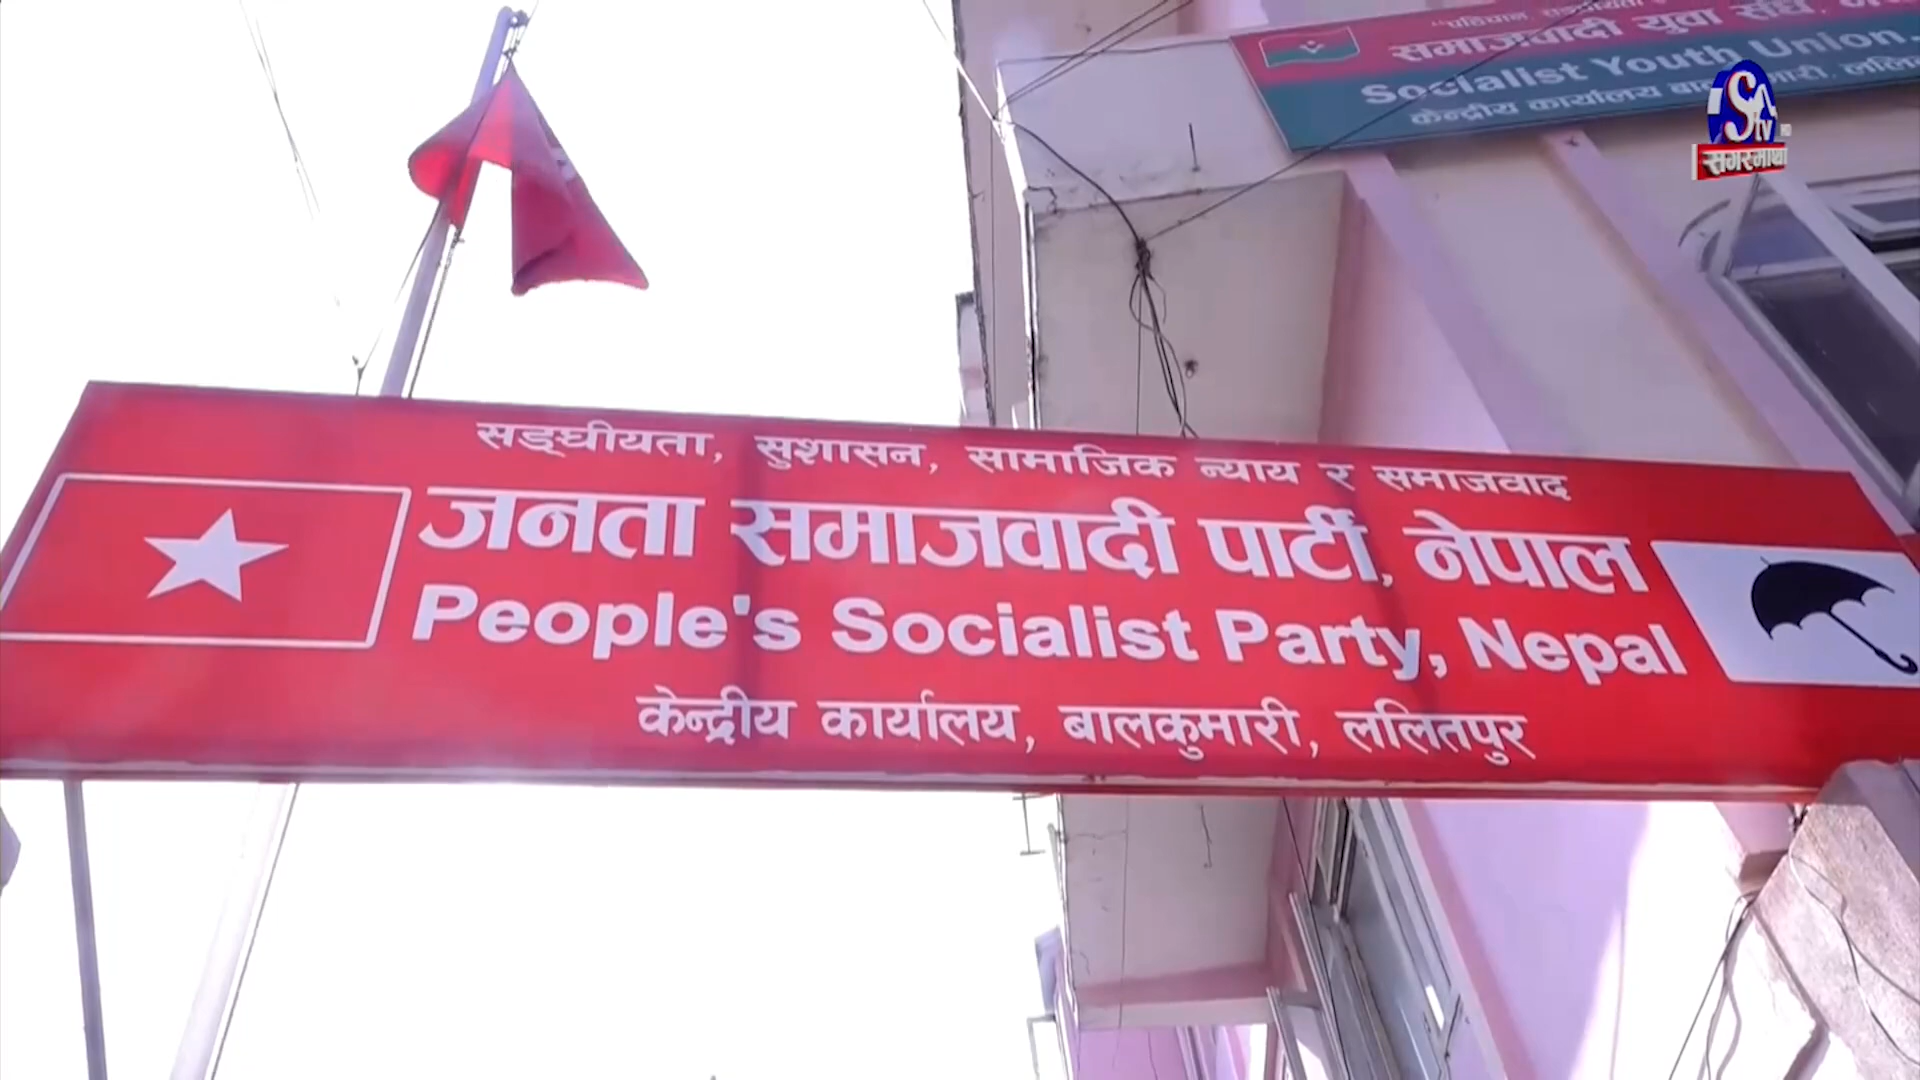 समाजवादी युवा संघ,
Socialist Youth Union,
केन्द्रीय कार्यालय
STV
सगरमाथा
सङ्घीयता, सुशासन, सामाजिक न्याय र समाजवाद
जनता समाजवादी पार्टी, नेपाल
People's Socialist Party, Nepal
केन्द्रीय कार्यालय, बालकुमारी, ललितपुर